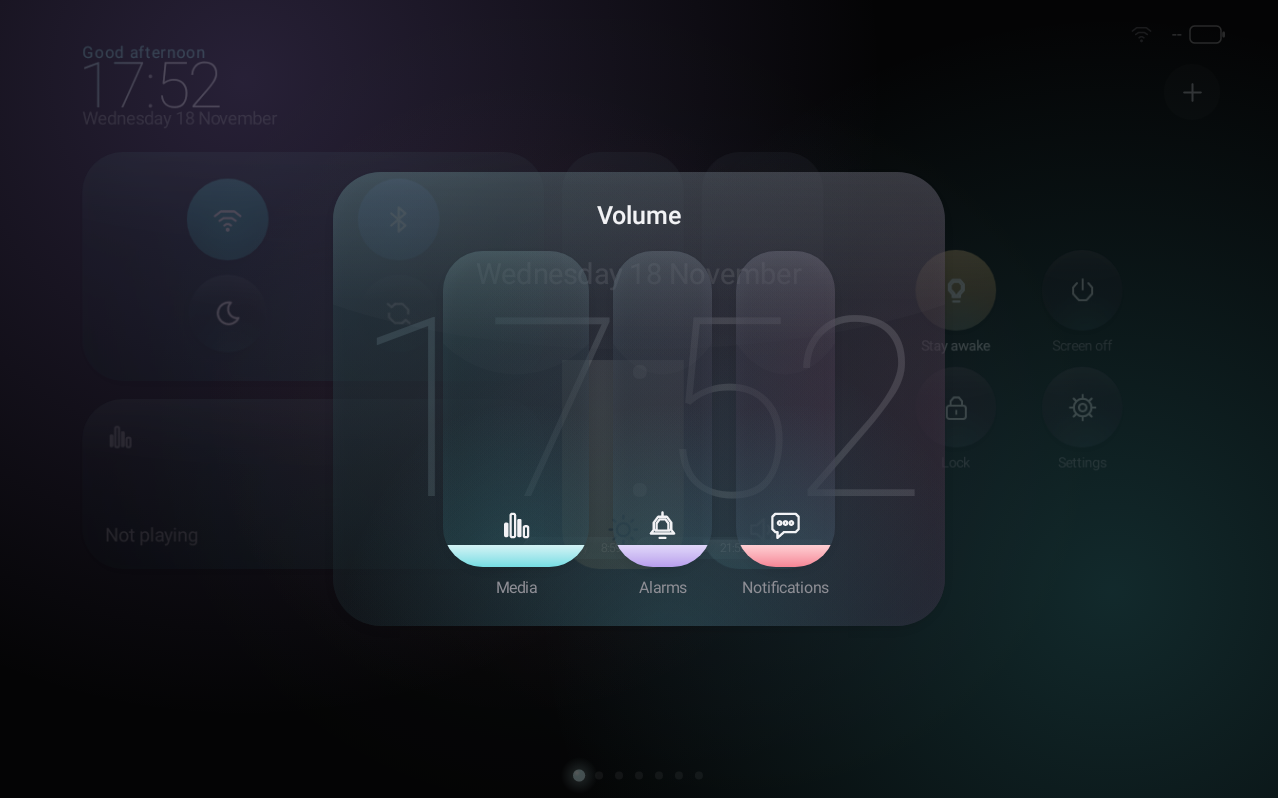 Good afternoon
17:52
Wednesday 18 November
--
Volume
Wednesday 18 November
17:52
Stay awake
Screen off
Lock
Settings
Not playing
Media
Alarms
Notifications